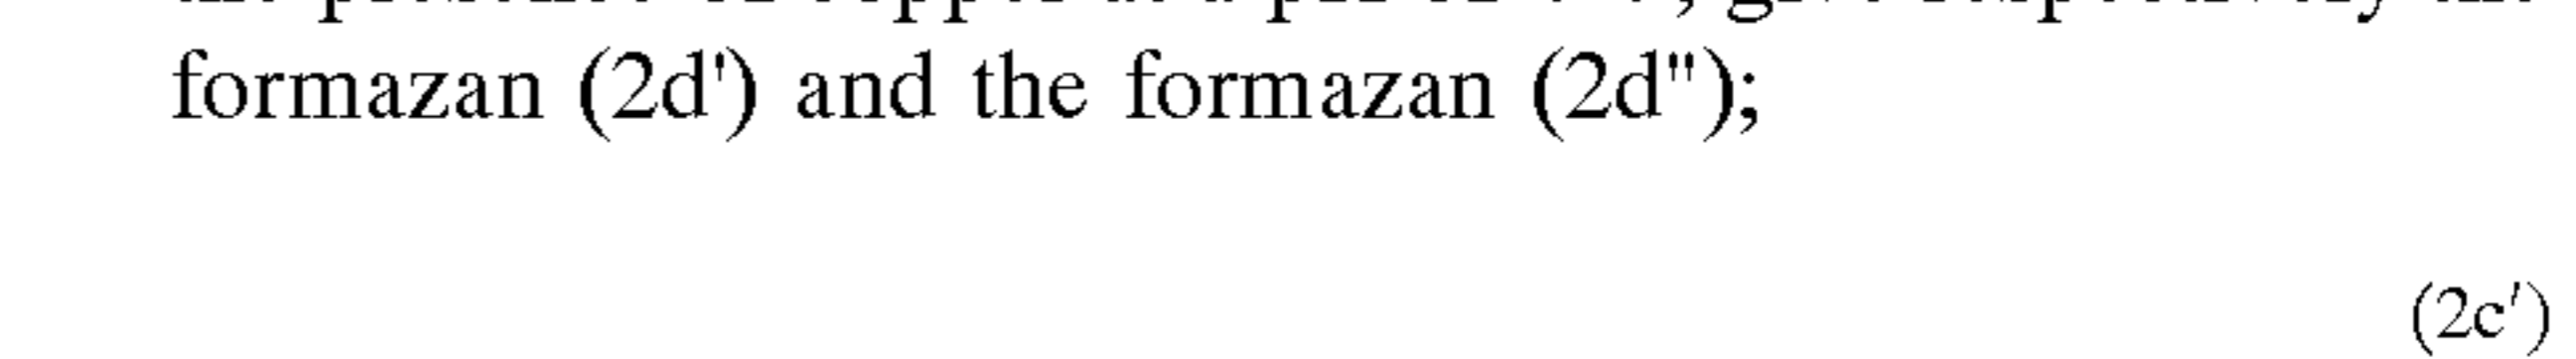 formazan (2d') and the formazan (2d");
(2c')